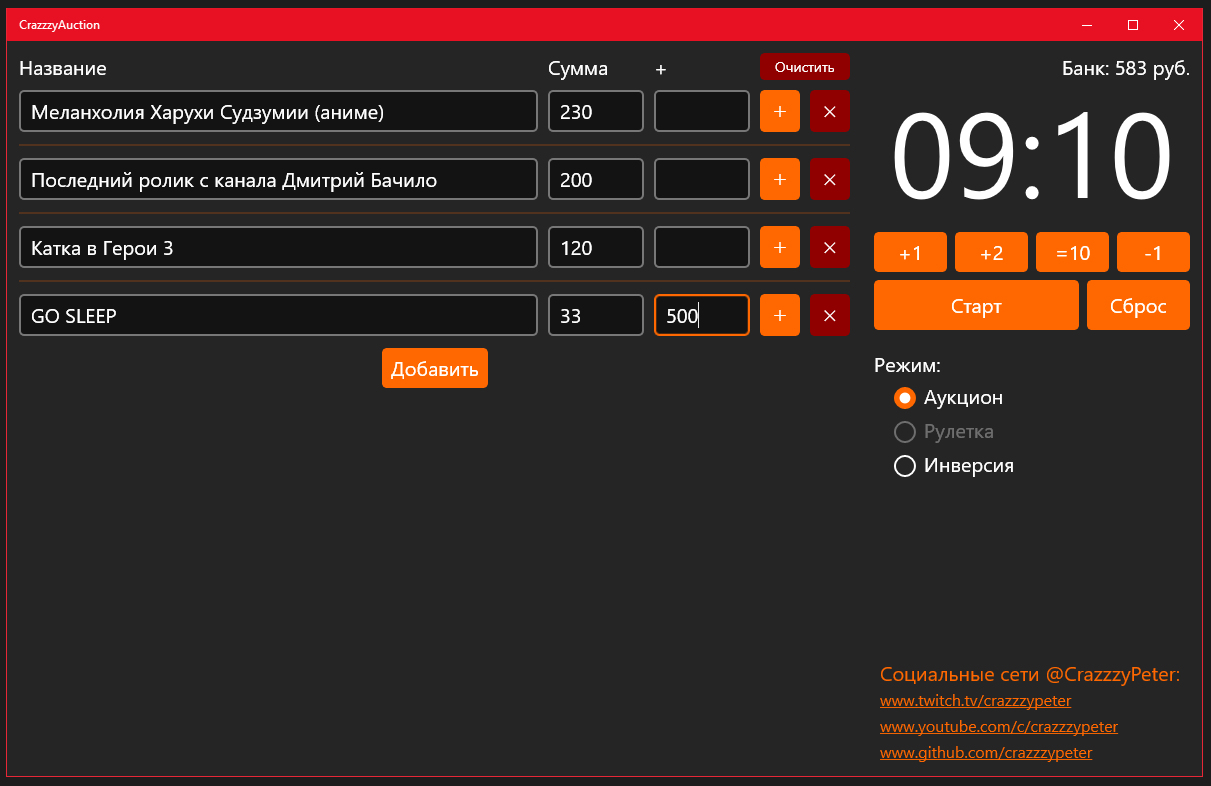 CrazzzyAuction
Название Сумма + Очистить
Меланхолия Харухи Судзумии (аниме) 230 + ×
Последний ролик с канала Дмитрий Бачило 200 + ×
Катка в Герои 3 120 + ×
GO SLEEP 33 500 + ×
Добавить
Банк: 583 руб.
09:10
+1 +2 =10 -1
Старт Сброс
Режим:
Аукцион
Рулетка
Инверсия
Социальные сети @CrazzzyPeter:
www.twitch.tv/crazzzypeter
www.youtube.com/c/crazzzypeter
www.github.com/crazzzypeter